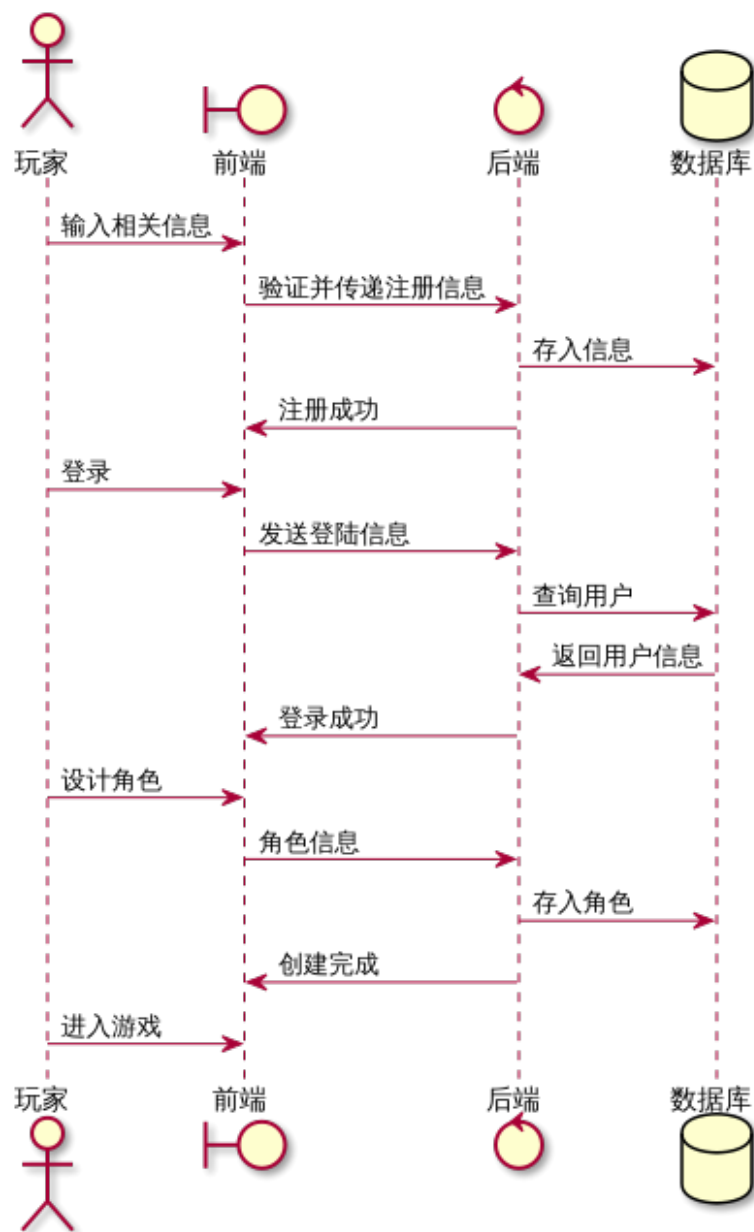 玩家 前端 后端 数据库
输入相关信息
验证并传递注册信息
存入信息
注册成功
登录
发送登陆信息
查询用户
返回用户信息
登录成功
设计角色
角色信息
存入角色
创建完成
进入游戏
玩家 前端 后端 数据库